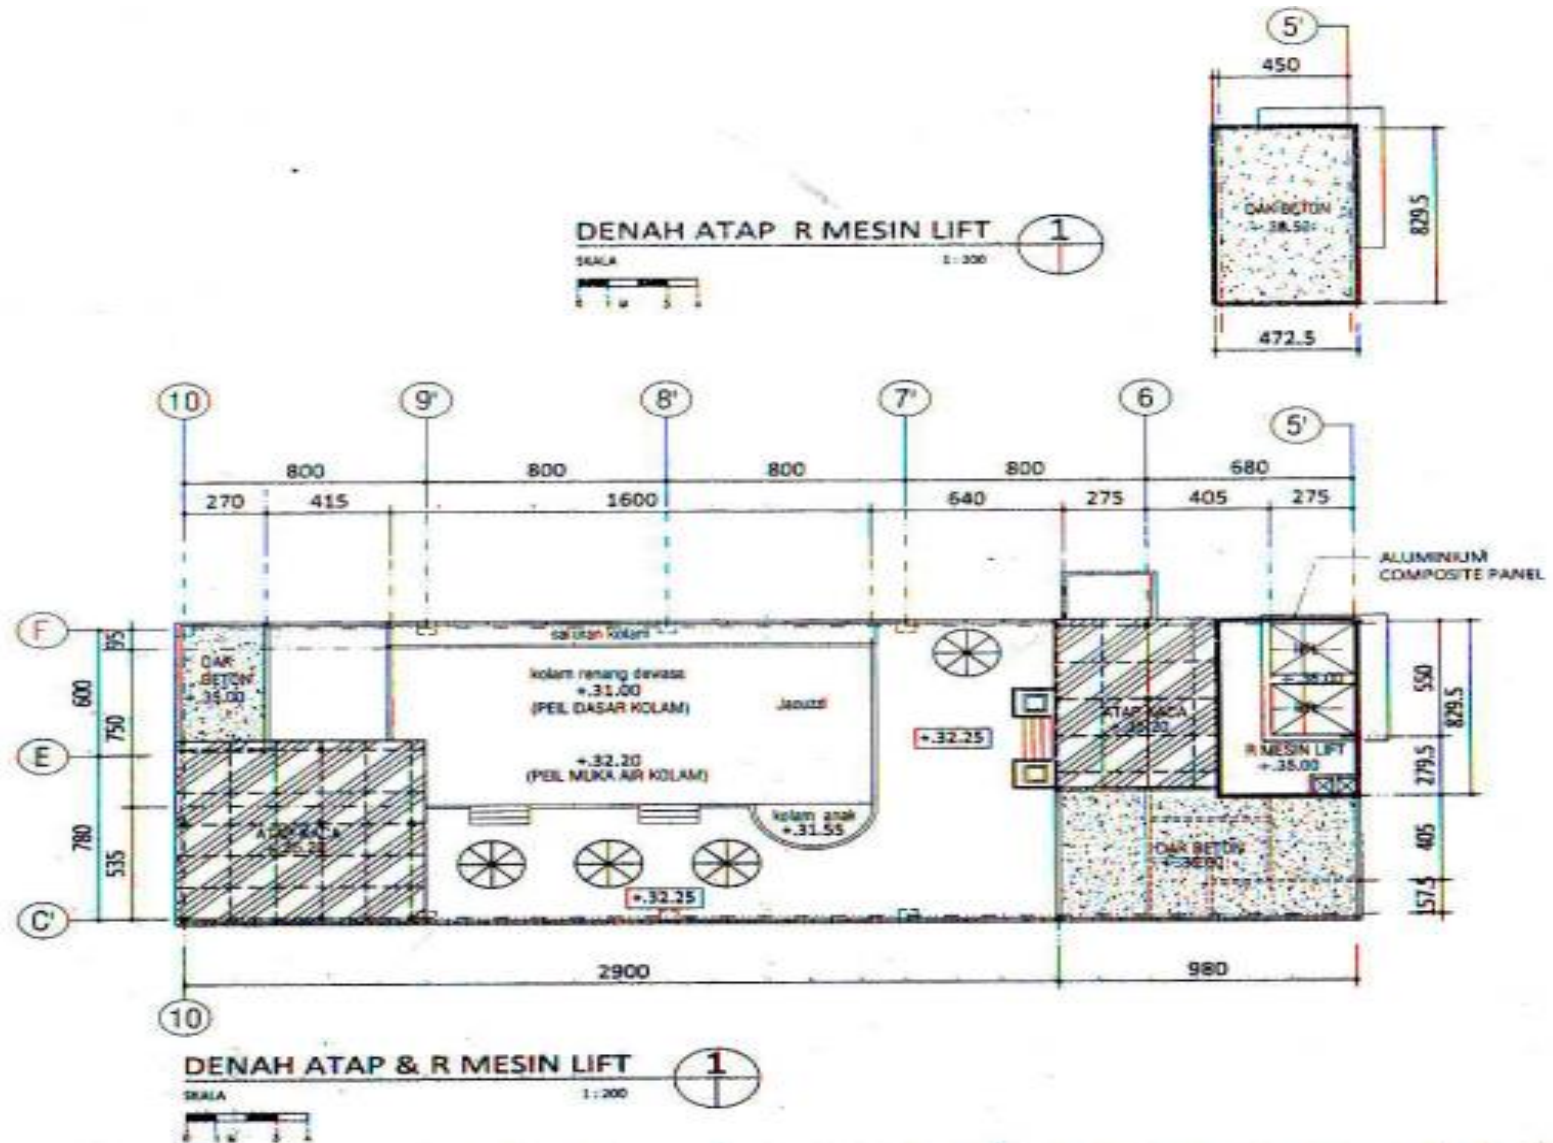 5'
450
829.5
DAK BETON
DENAH ATAP R MESIN LIFT
1
SKALA
1:200
472.5
10
9'
8'
7'
6
5'
800
800
800
800
680
270
415
1600
640
275
405
275
ALUMINIUM
COMPOSITE PANEL
F
E
C'
95
600
750
780
535
DAK
BETON
35.00
saluran kolam
kolam renang dewasa
+.31.00
(PEIL DASAR KOLAM)
Jacuzzi
+.32.20
(PEIL MUKA AIR KOLAM)
kolam anak
+.31.55
+.32.25
+.32.25
ATAP KACA
ATAP KACA
R MESIN LIFT
+.35.00
DAK BETON
550
829.5
279.5
405
157.5
2900
980
10
DENAH ATAP & R MESIN LIFT
1
SKALA
1:200